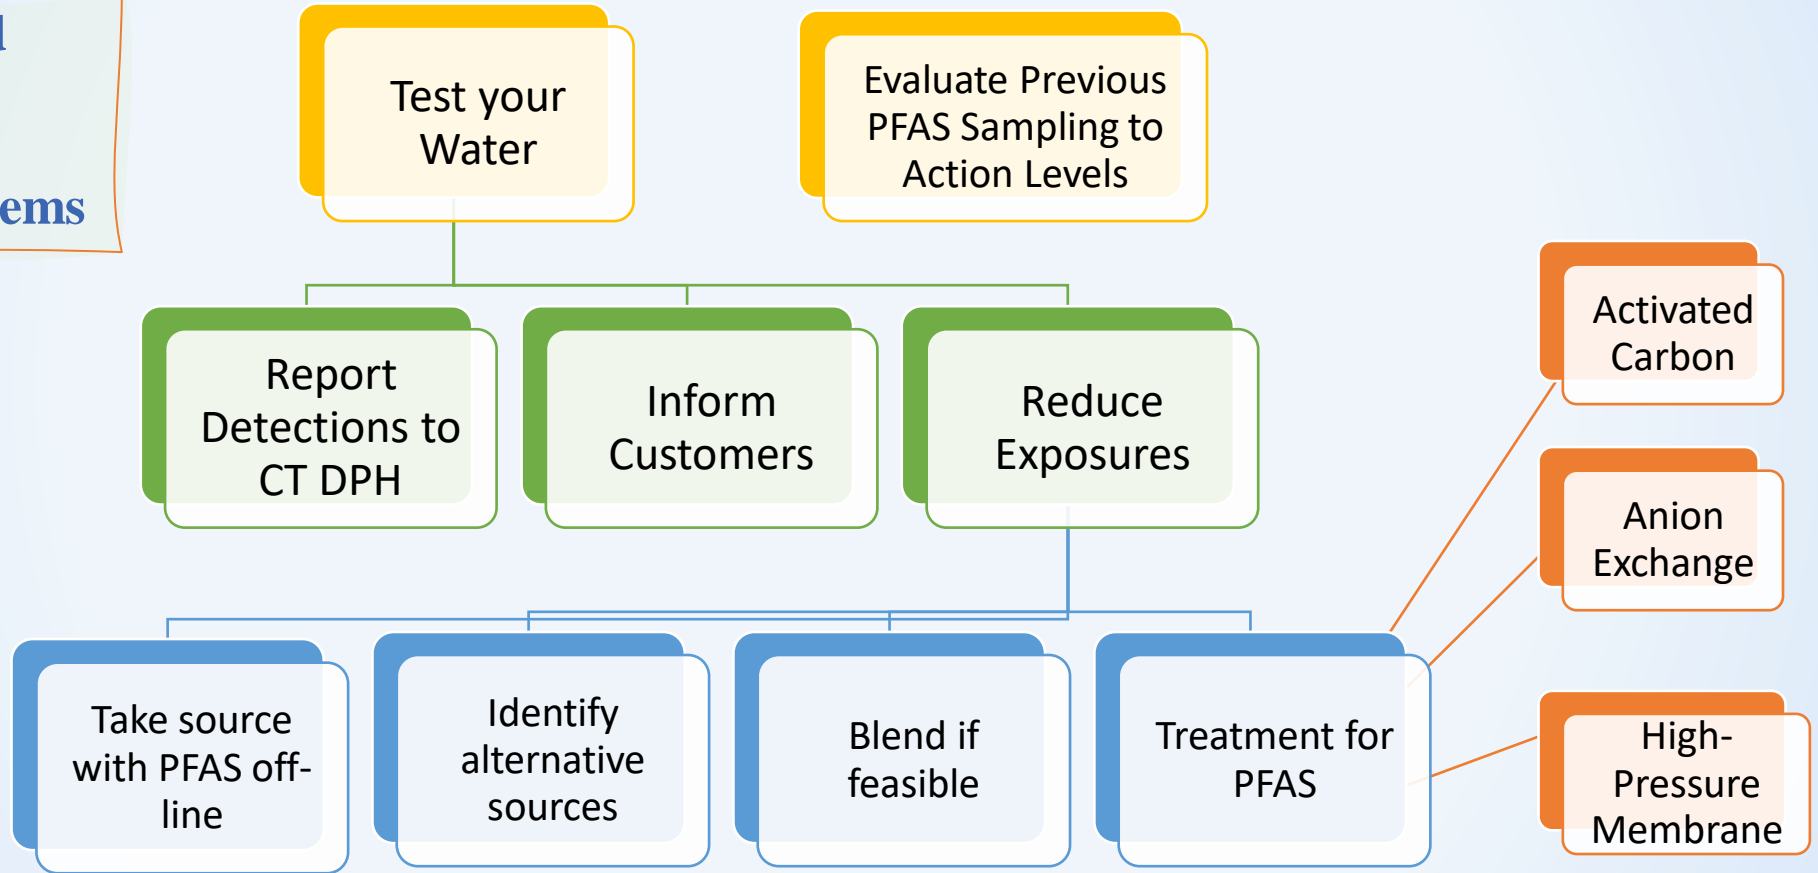 ems
Test your
Water
Evaluate Previous
PFAS Sampling to
Action Levels
Report
Detections to
CT DPH
Inform
Customers
Reduce
Exposures
Take source
with PFAS off-
line
Identify
alternative
sources
Blend if
feasible
Treatment for
PFAS
Activated
Carbon
Anion
Exchange
High-
Pressure
Membrane